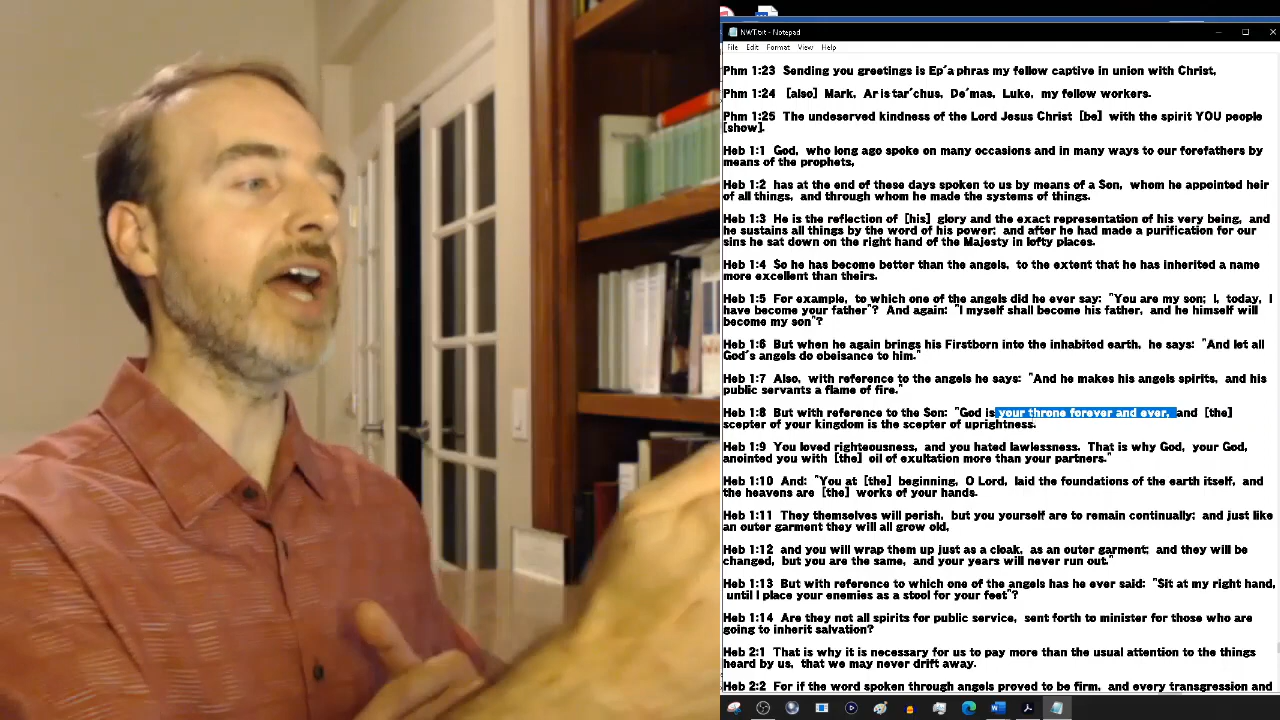 NWT.txt - Notepad
File Edit Format View Help
Phm 1:23 Sending you greetings is Ep´a phras my fellow captive in union with Christ,
Phm 1:24 [also] Mark, Ar is tar´chus, De´mas, Luke, my fellow workers.
Phm 1:25 The undeserved kindness of the Lord Jesus Christ [be] with the spirit YOU people
[show].
Heb 1:1 God, who long ago spoke on many occasions and in many ways to our forefathers by
means of the prophets,
Heb 1:2 has at the end of these days spoken to us by means of a Son, whom he appointed heir
of all things, and through whom he made the systems of things.
Heb 1:3 He is the reflection of [his] glory and the exact representation of his very being, and
he sustains all things by the word of his power; and after he had made a purification for our
sins he sat down on the right hand of the Majesty in lofty places.
Heb 1:4 So he has become better than the angels, to the extent that he has inherited a name
more excellent than theirs.
Heb 1:5 For example, to which one of the angels did he ever say: "You are my son; I, today, I
have become your father"? And again: "I myself shall become his father, and he himself will
become my son"?
Heb 1:6 But when he again brings his Firstborn into the inhabited earth, he says: "And let all
God's angels do obeisance to him."
Heb 1:7 Also, with reference to the angels he says: "And he makes his angels spirits, and his
public servants a flame of fire."
Heb 1:8 But with reference to the Son: "God is your throne forever and ever, and [the]
scepter of your kingdom is the scepter of uprightness.
Heb 1:9 You loved righteousness, and you hated lawlessness. That is why God, your God,
anointed you with [the] oil of exultation more than your partners."
Heb 1:10 And: "You at [the] beginning, O Lord, laid the foundations of the earth itself, and
the heavens are [the] works of your hands.
Heb 1:11 They themselves will perish, but you yourself are to remain continually; and just like
an outer garment they will all grow old,
Heb 1:12 and you will wrap them up just as a cloak, as an outer garment; and they will be
changed, but you are the same, and your years will never run out."
Heb 1:13 But with reference to which one of the angels has he ever said: "Sit at my right hand,
until I place your enemies as a stool for your feet"?
Heb 1:14 Are they not all spirits for public service, sent forth to minister for those who are
going to inherit salvation?
Heb 2:1 That is why it is necessary for us to pay more than the usual attention to the things
heard by us, that we may never drift away.
Heb 2:2 For if the word spoken through angels proved to be firm, and every transgression and